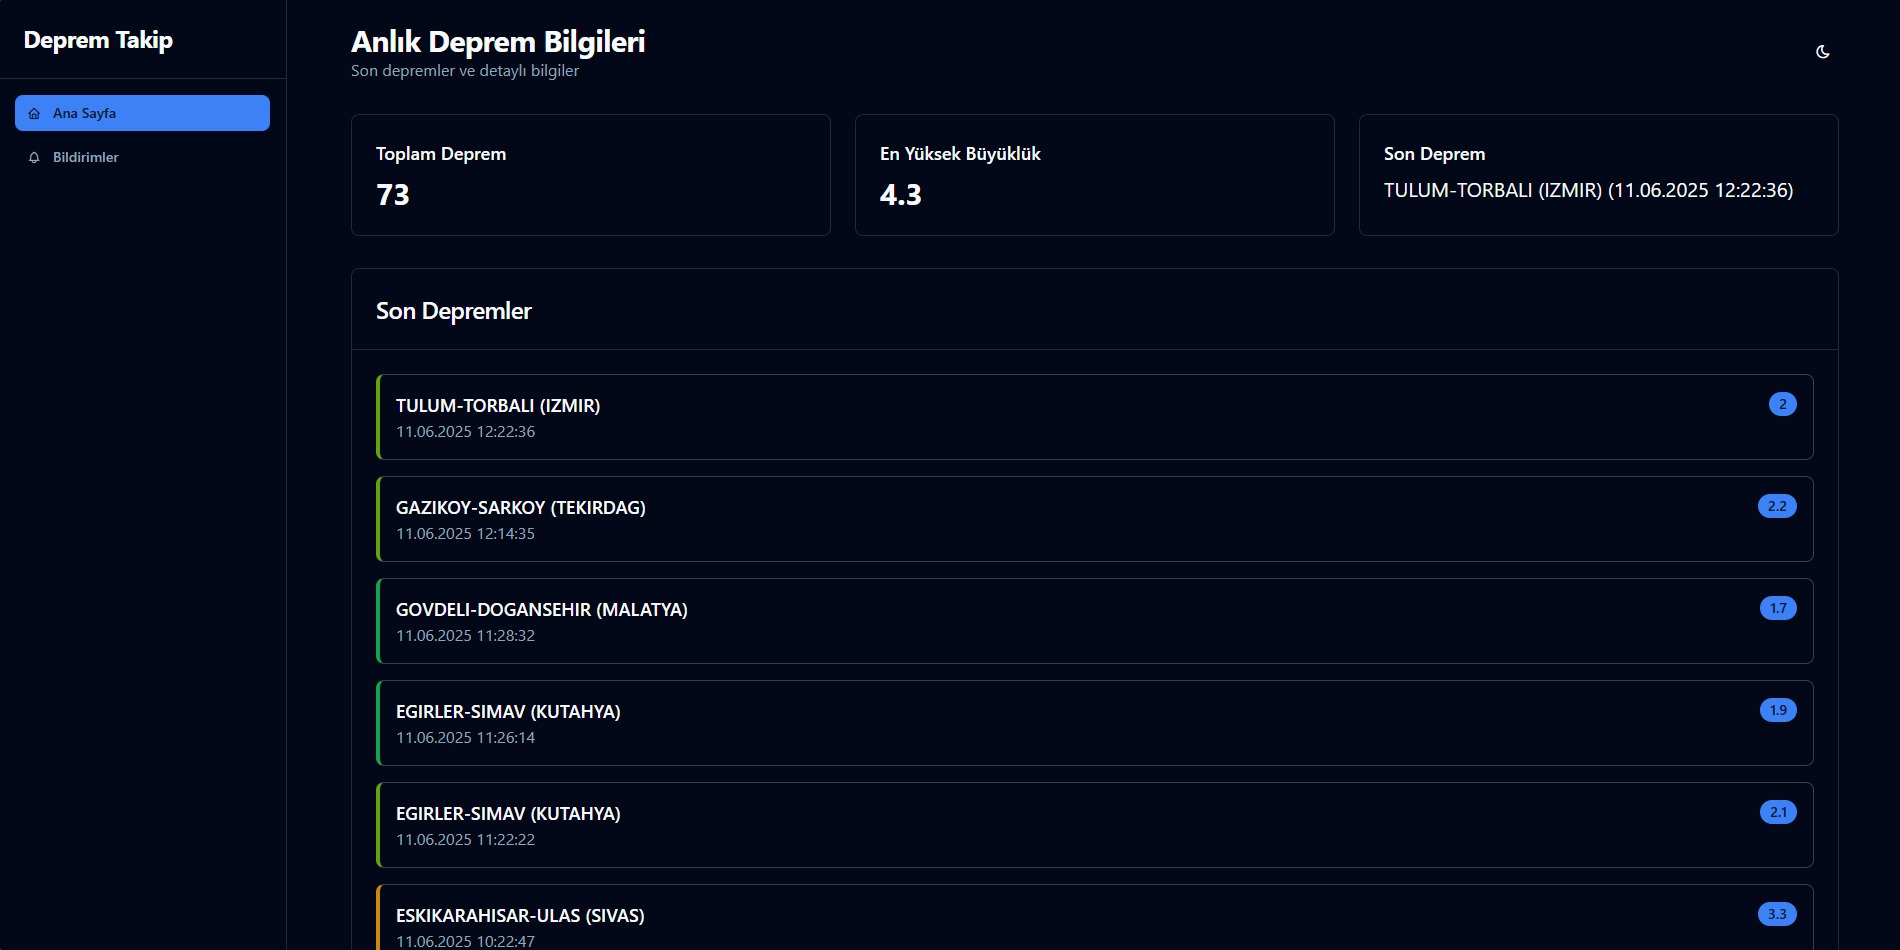 Deprem Takip
Ana Sayfa
Bildirimler
Anlık Deprem Bilgileri
Son depremler ve detaylı bilgiler
Toplam Deprem
73
En Yüksek Büyüklük
4.3
Son Deprem
TULUM-TORBALI (IZMIR) (11.06.2025 12:22:36)
Son Depremler
TULUM-TORBALI (IZMIR)
2
11.06.2025 12:22:36
GAZIKOY-SARKOY (TEKIRDAG)
2.2
11.06.2025 12:14:35
GOVDELI-DOGANSEHIR (MALATYA)
1.7
11.06.2025 11:28:32
EGIRLER-SIMAV (KUTAHYA)
1.9
11.06.2025 11:26:14
EGIRLER-SIMAV (KUTAHYA)
2.1
11.06.2025 11:22:22
ESKIKARAHISAR-ULAS (SIVAS)
3.3
11.06.2025 10:22:47